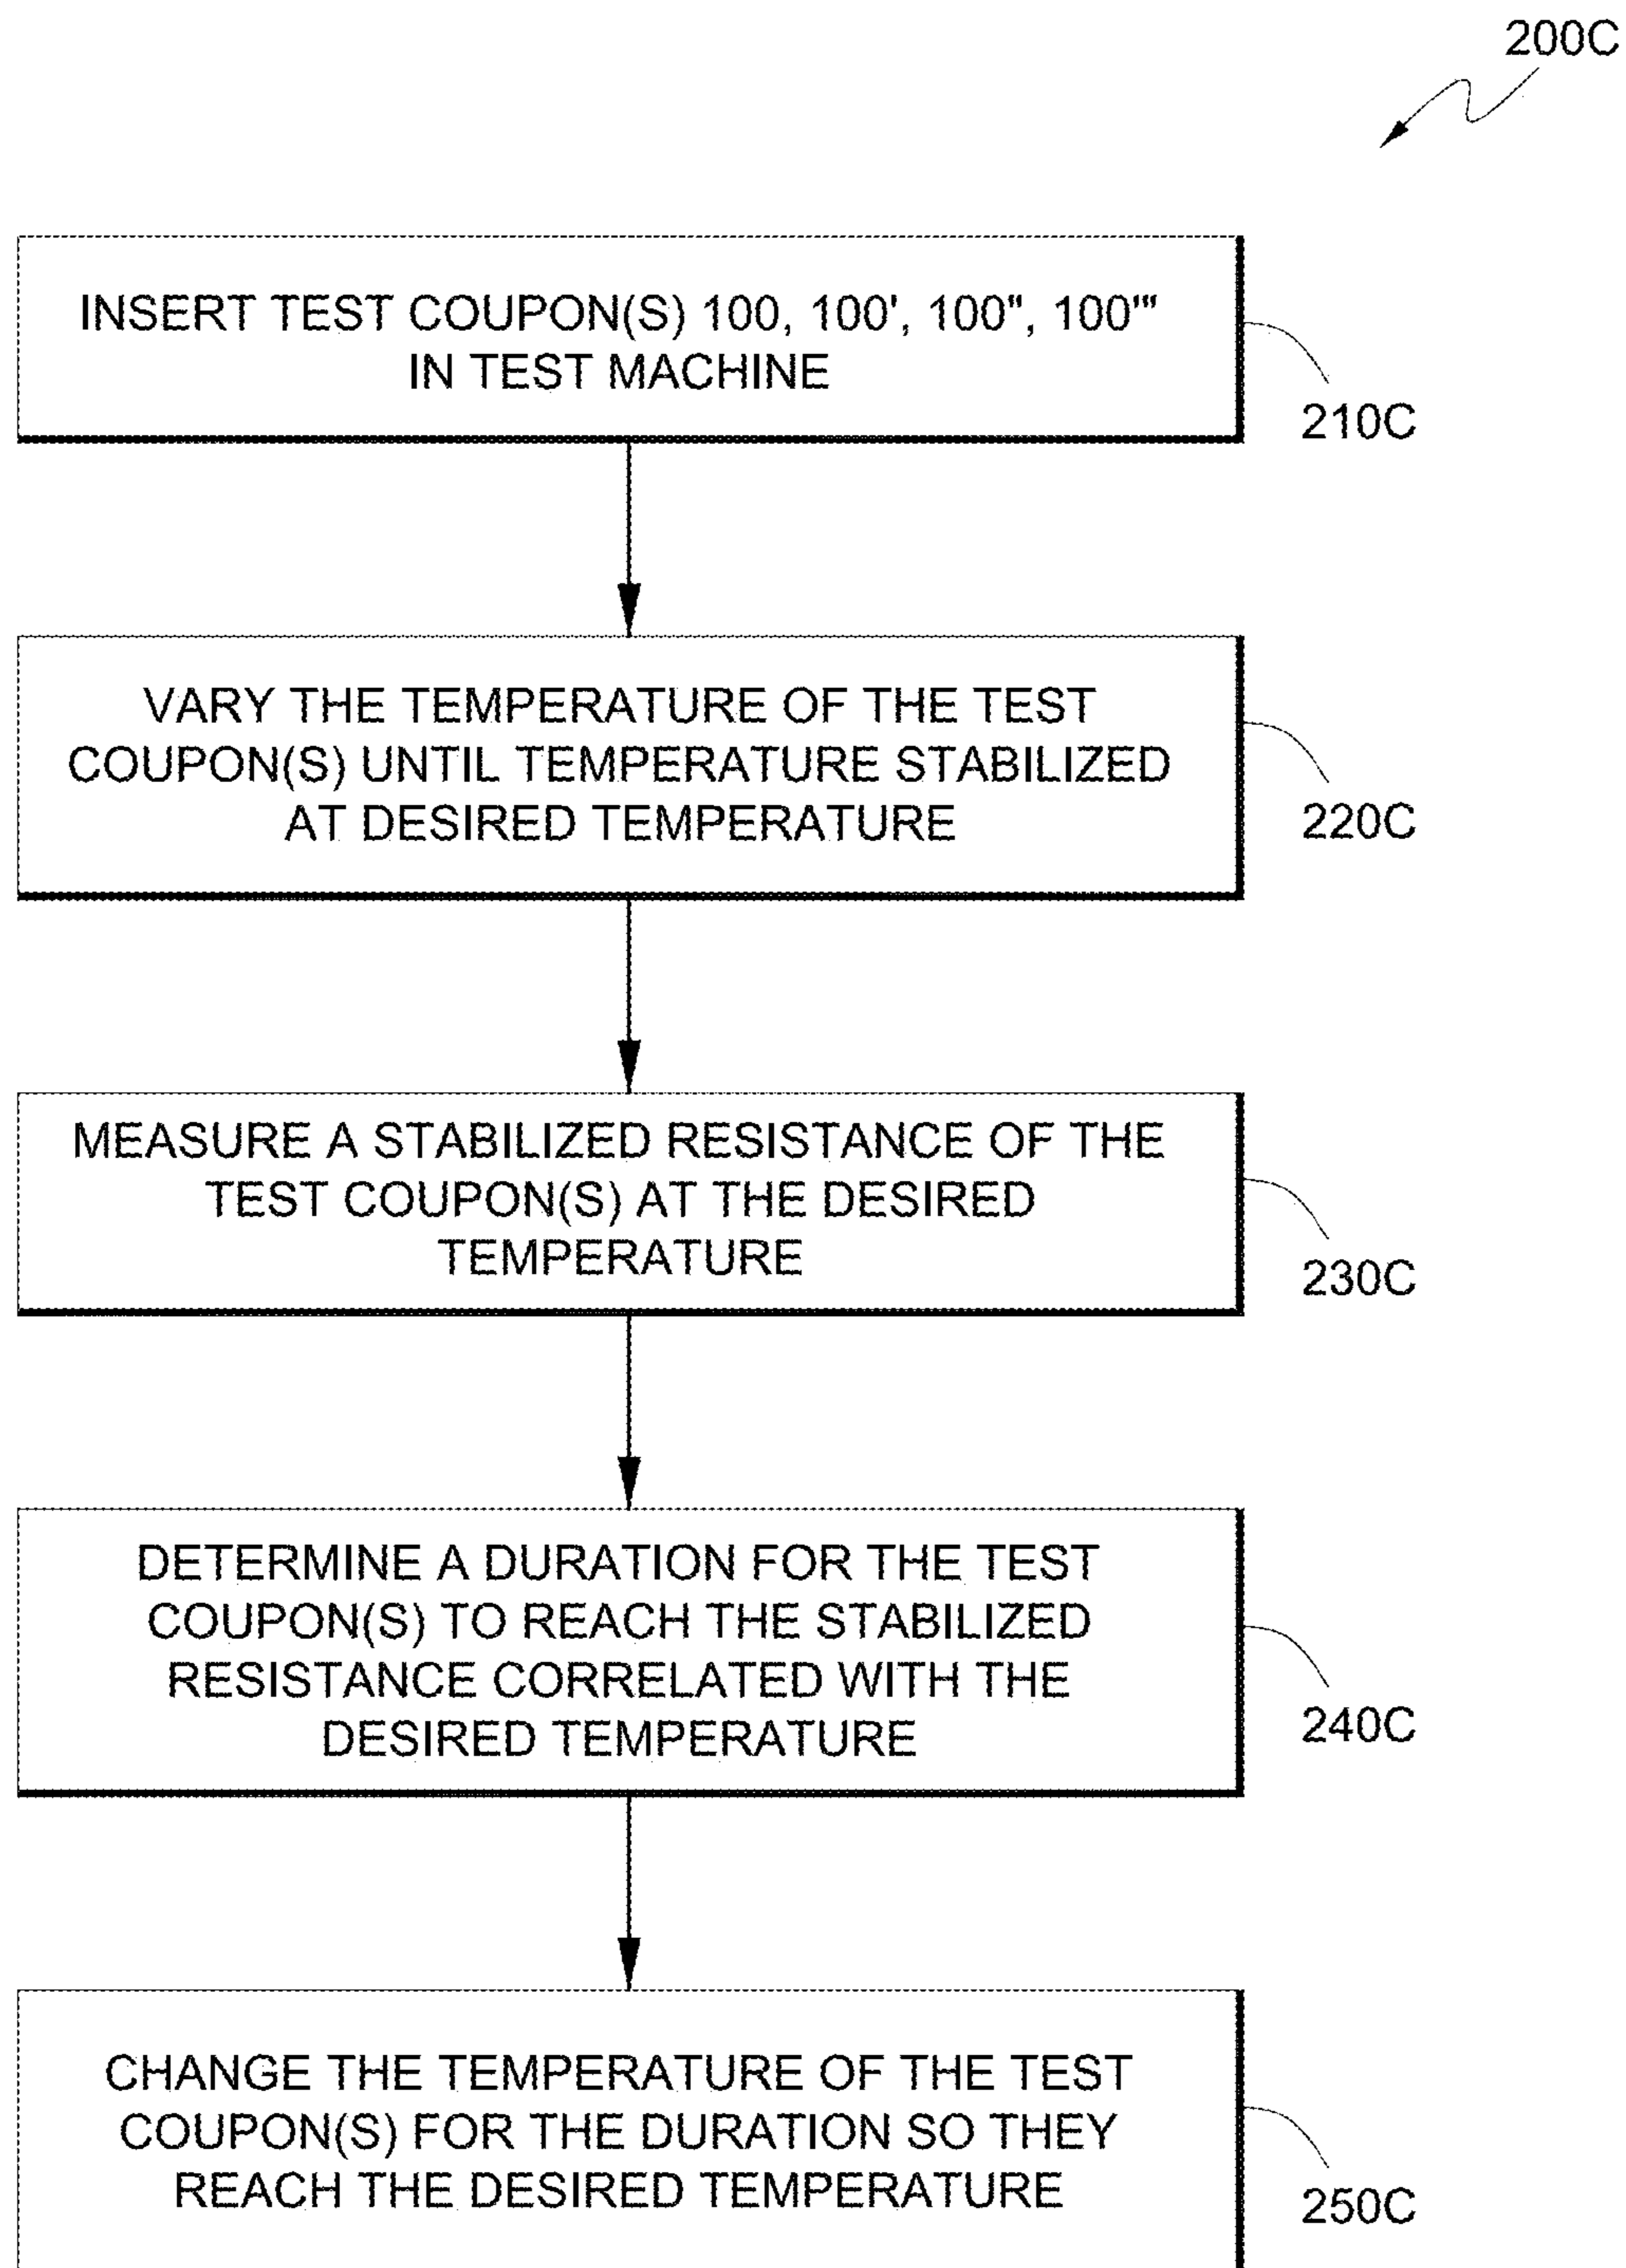 200C
INSERT TEST COUPON(S) 100, 100', 100", 100'"
IN TEST MACHINE
210C
VARY THE TEMPERATURE OF THE TEST
COUPON(S) UNTIL TEMPERATURE STABILIZED
AT DESIRED TEMPERATURE
220C
MEASURE A STABILIZED RESISTANCE OF THE
TEST COUPON(S) AT THE DESIRED
TEMPERATURE
230C
DETERMINE A DURATION FOR THE TEST
COUPON(S) TO REACH THE STABILIZED
RESISTANCE CORRELATED WITH THE
DESIRED TEMPERATURE
240C
CHANGE THE TEMPERATURE OF THE TEST
COUPON(S) FOR THE DURATION SO THEY
REACH THE DESIRED TEMPERATURE
250C